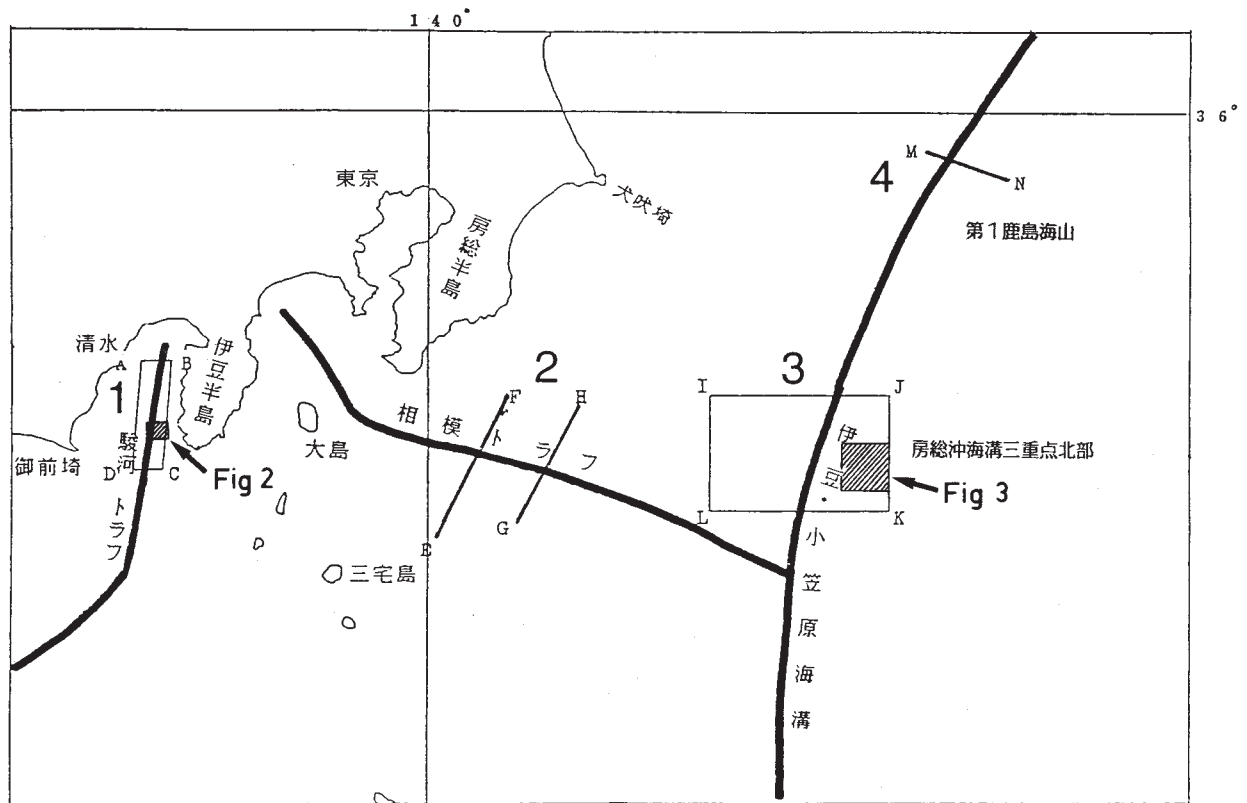 140°
36°
M
4
N
東京
犬吠埼
房総半島
第1鹿島海山
清水
A
B
伊豆半島
1
2
3
F
H
I
J
大島
相模トラフ
伊豆小笠原海溝
房総沖海溝三重点北部
御前埼
駿河トラフ
D
C
Fig 2
Fig 3
G
E
L
K
三宅島